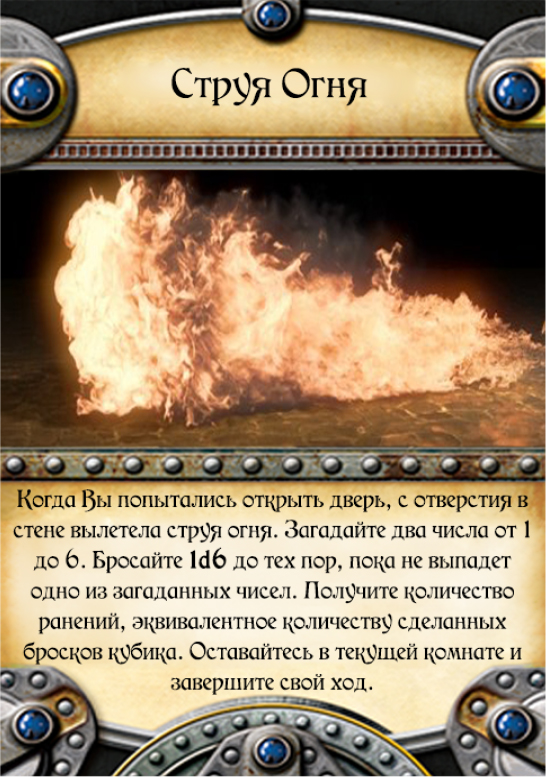 Струя Огня
Когда Вы попытались открыть дверь, с отверстия в
стене вылетела струя огня. Загадайте два числа от 1
до 6. Бросайте 1d6 до тех пор, пока не выпадет
одно из загаданных чисел. Получите количество
ранений, эквивалентное количеству сделанных
бросков кубика. Оставайтесь в текущей комнате и
завершите свой ход.